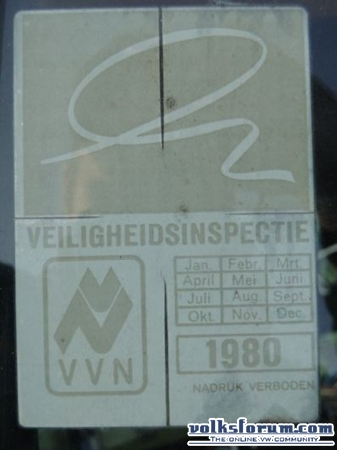 VEILIGHEIDSINSPECTIE
Jan. Febr. Mrt.
April Mei Juni
Juli Aug. Sept.
Okt. Nov. Dec.
VVN
1980
NADRUK VERBODEN
volksforum.com
THE ONLINE VW COMMUNITY